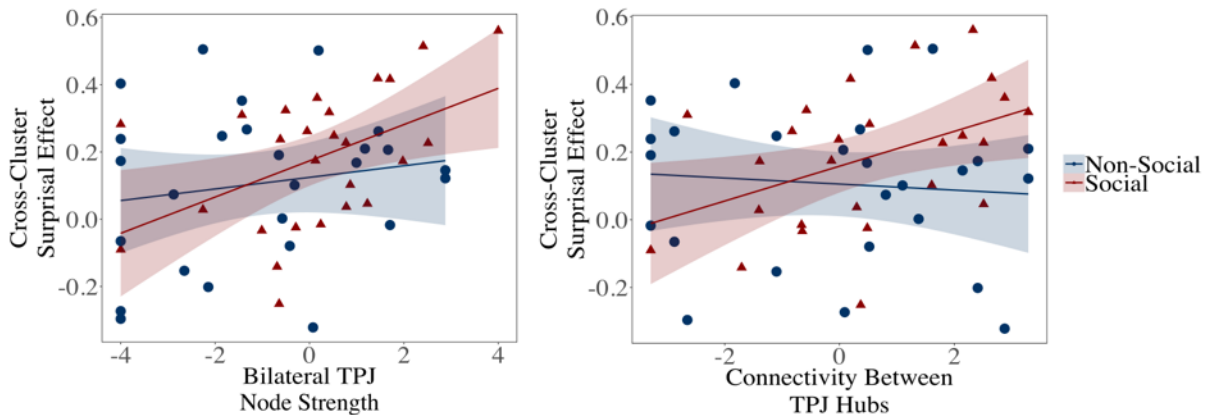 Cross-Cluster
Surprisal Effect
0.6
0.4
0.2
0.0
-0.2
-4
-2
0
2
4
Bilateral TPJ
Node Strength
Cross-Cluster
Surprisal Effect
0.6
0.4
0.2
0.0
-0.2
-2
0
2
Connectivity Between
TPJ Hubs
Non-Social
Social